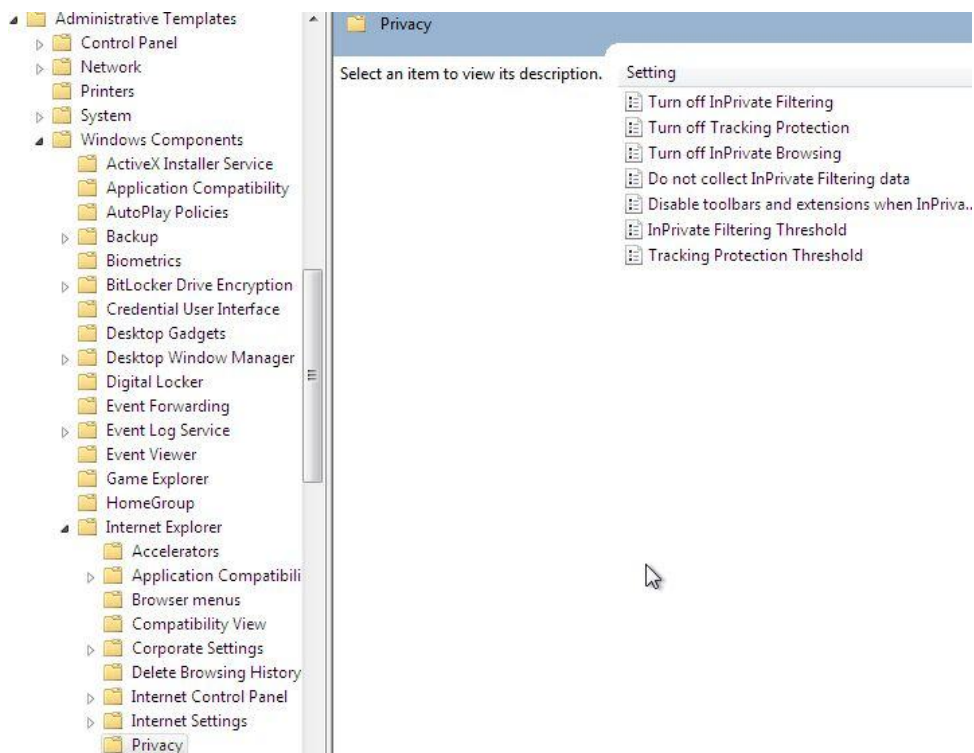 Administrative Templates
Control Panel
Network
Printers
System
Windows Components
ActiveX Installer Service
Application Compatibility
AutoPlay Policies
Backup
Biometrics
BitLocker Drive Encryption
Credential User Interface
Desktop Gadgets
Desktop Window Manager
Digital Locker
Event Forwarding
Event Log Service
Event Viewer
Game Explorer
HomeGroup
Internet Explorer
Accelerators
Application Compatibili
Browser menus
Compatibility View
Corporate Settings
Delete Browsing History
Internet Control Panel
Internet Settings
Privacy
Privacy
Select an item to view its description.
Setting
Turn off InPrivate Filtering
Turn off Tracking Protection
Turn off InPrivate Browsing
Do not collect InPrivate Filtering data
Disable toolbars and extensions when InPriva...
InPrivate Filtering Threshold
Tracking Protection Threshold